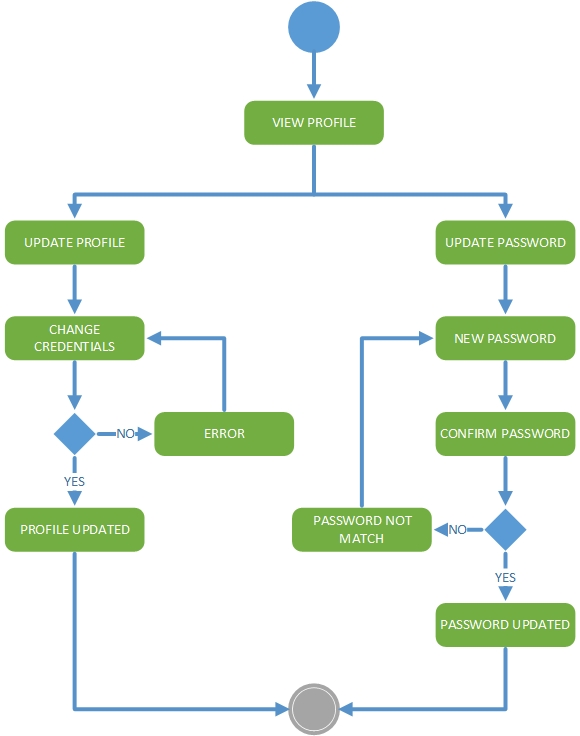 VIEW PROFILE
UPDATE PROFILE
UPDATE PASSWORD
CHANGE
CREDENTIALS
NEW PASSWORD
NO
ERROR
CONFIRM PASSWORD
YES
PROFILE UPDATED
PASSWORD NOT
MATCH
NO
YES
PASSWORD UPDATED